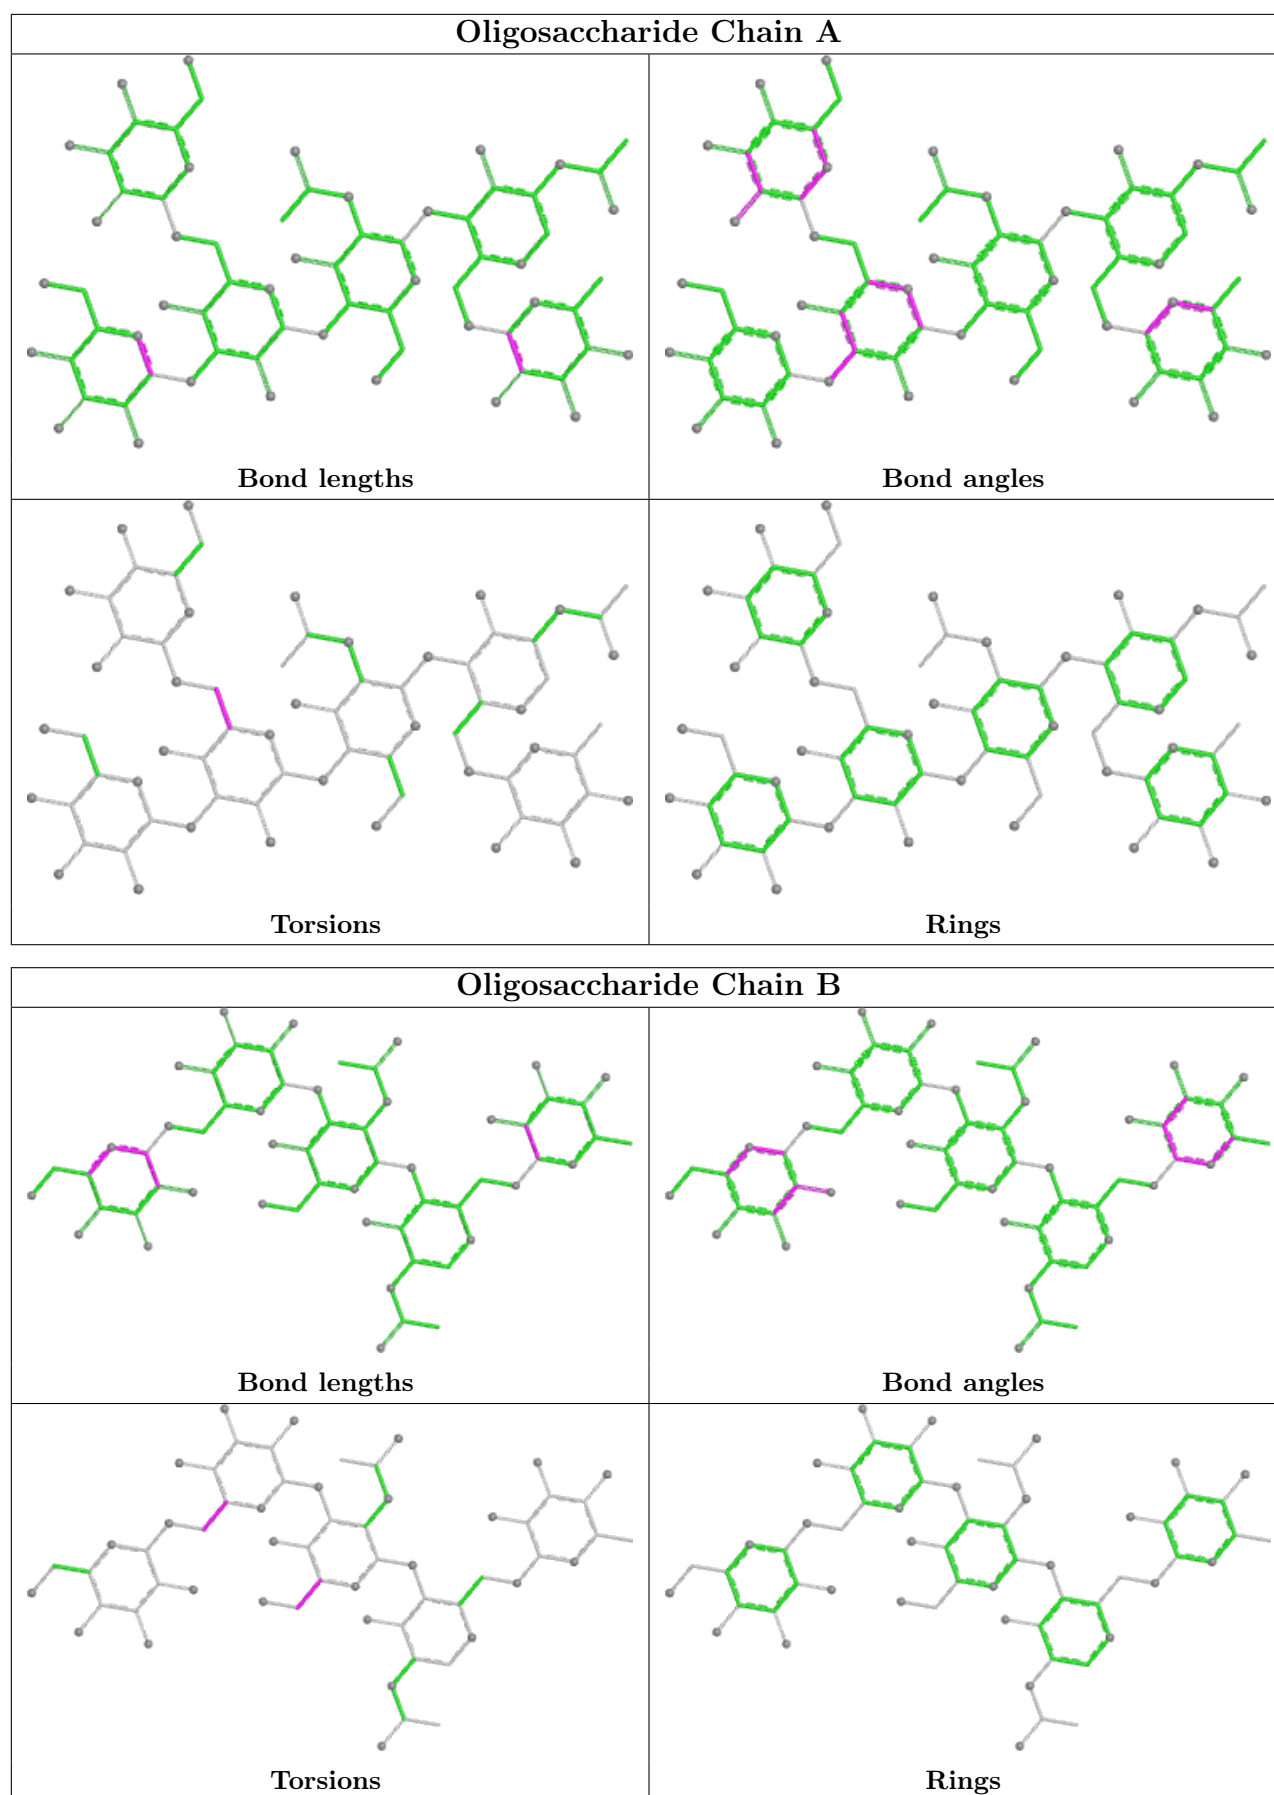 Oligosaccharide Chain A
Bond lengths
Bond angles
Torsions
Rings
Oligosaccharide Chain B
Bond lengths
Bond angles
Torsions
Rings